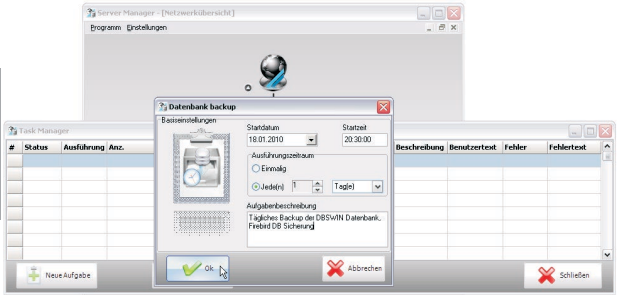 Server Manager - [Netzwerkübersicht]
Programm Einstellungen
Task Manager
# Status Ausführung Anz. Beschreibung Benutzertext Fehler Fehlertext
Datenbank backup
Basiseinstellungen
Startdatum Startzeit
18.01.2010 20:30:00
Ausführungszeitraum
Einmalig
Jede(n) 1 Tag(e)
Aufgabenbeschreibung
Tägliches Backup der DBSWIN Datenbank,
Firebird DB Sicherung
Ok Abbrechen
Neue Aufgabe Schließen